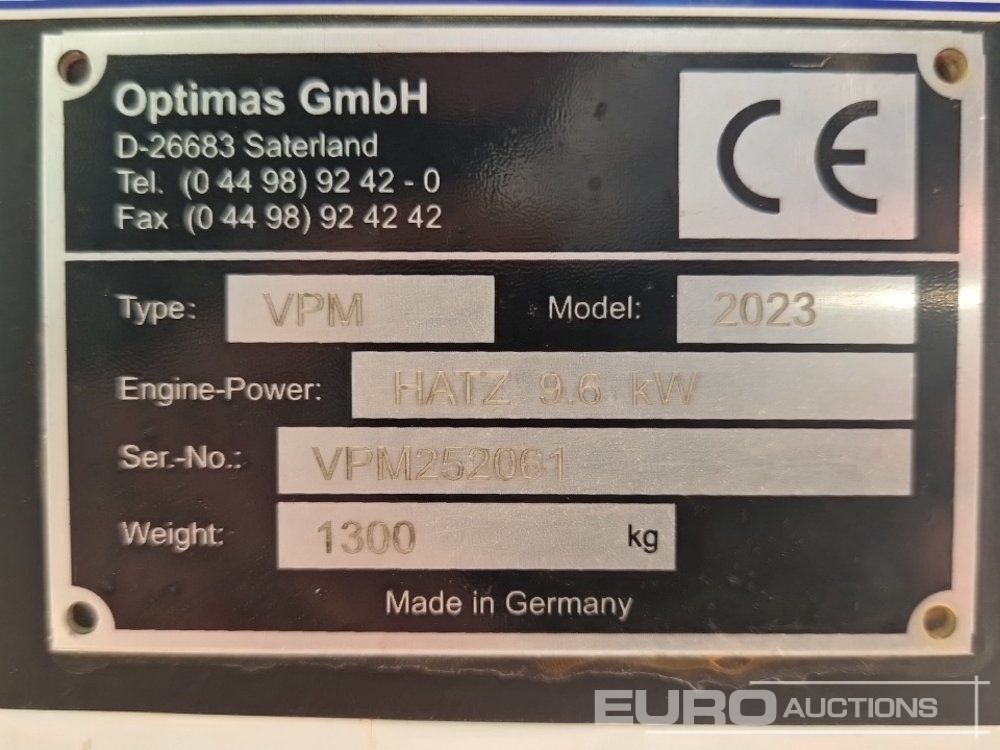 Optimas GmbH
D-26683 Saterland
Tel. (0 44 98) 92 42 - 0
Fax (0 44 98) 92 42 42
CE
Type: VPM Model: 2023
Engine-Power: HATZ 9.6 kW
Ser.-No.: VPM252061
Weight: 1300 kg
Made in Germany
EURO AUCTIONS